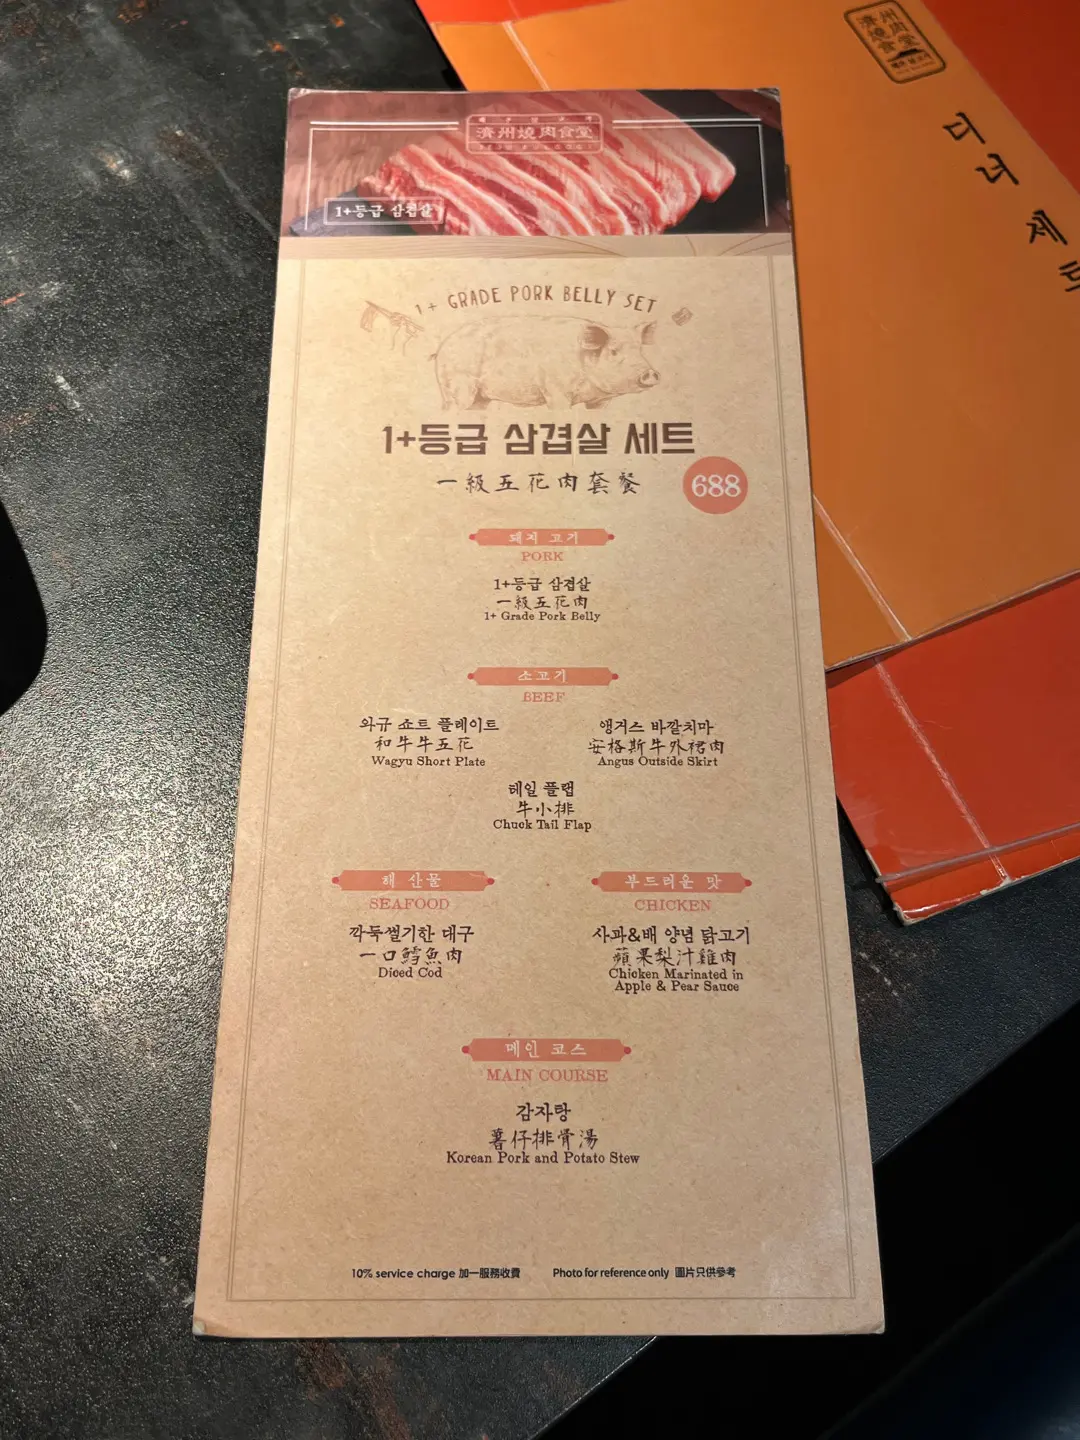 濟州燒肉食堂
1+등급 삼겹살
1+ GRADE PORK BELLY SET
1+등급 삼겹살 세트
一級五花肉套餐
688
돼지 고기
PORK
1+등급 삼겹살
一級五花肉
1+ Grade Pork Belly
소고기
BEEF
와규 쇼트 플레이트
和牛牛五花
Wagyu Short Plate
앵거스 바깥치마
安格斯牛外裙肉
Angus Outside Skirt
테일 플랩
牛小排
Chuck Tail Flap
해 산물
SEAFOOD
깍둑썰기한 대구
一口鱈魚肉
Diced Cod
부드러운 맛
CHICKEN
사과&배 양념 닭고기
蘋果梨汁雞肉
Chicken Marinated in
Apple & Pear Sauce
메인 코스
MAIN COURSE
감자탕
薯仔排骨湯
Korean Pork and Potato Stew
10% service charge 加一服務收費
Photo for reference only 圖片只供參考
濟州燒肉食堂
디너 세트